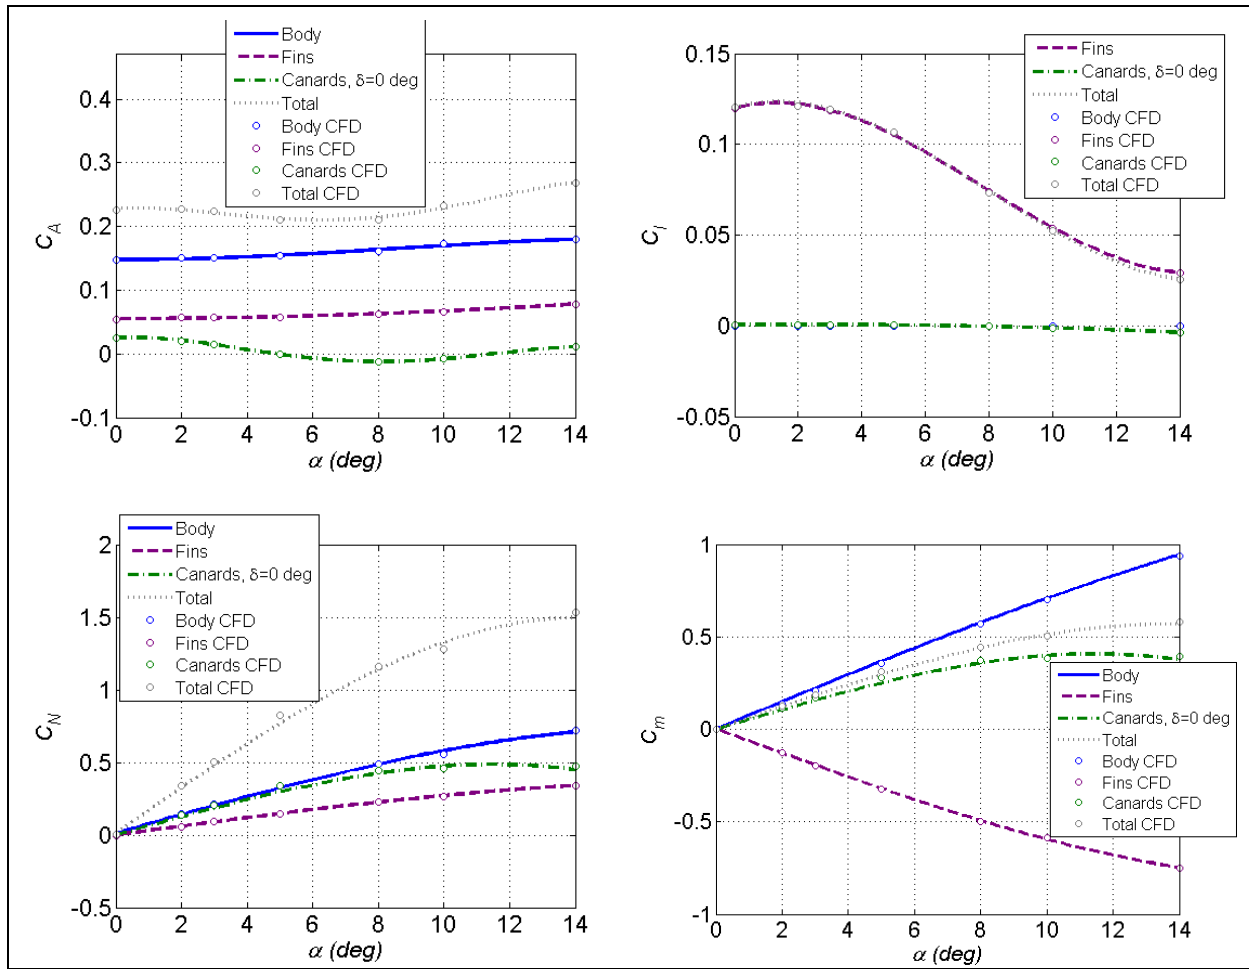 Body
Fins
Canards, δ=0 deg
Total
Body CFD
Fins CFD
Canards CFD
Total CFD
0.4
0.3
0.2
0.1
0
-0.1
C_A
0 2 4 6 8 10 12 14
α (deg)
Fins
Canards, δ=0 deg
Total
Body CFD
Fins CFD
Canards CFD
Total CFD
0.15
0.1
0.05
0
-0.05
C_l
0 2 4 6 8 10 12 14
α (deg)
Body
Fins
Canards, δ=0 deg
Total
Body CFD
Fins CFD
Canards CFD
Total CFD
2
1.5
1
0.5
0
-0.5
C_N
0 2 4 6 8 10 12 14
α (deg)
Body
Fins
Canards, δ=0 deg
Total
Body CFD
Fins CFD
Canards CFD
Total CFD
1
0.5
0
-0.5
-1
C_m
0 2 4 6 8 10 12 14
α (deg)